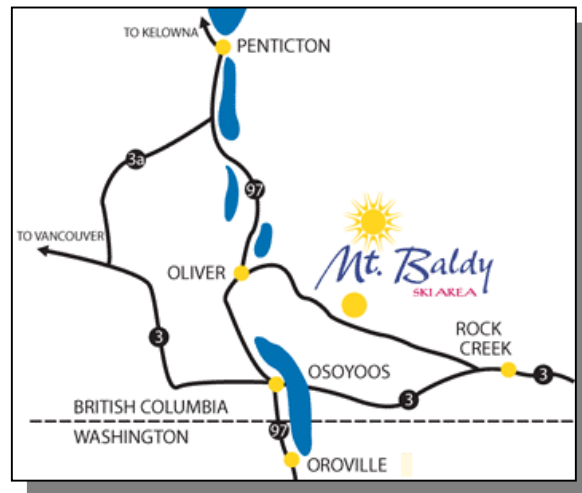 TO KELOWNA
PENTICTON
3a
97
TO VANCOUVER
Mt. Baldy
SKI AREA
OLIVER
3
ROCK
CREEK
OSOYOOS
3
3
BRITISH COLUMBIA
97
WASHINGTON
OROVILLE